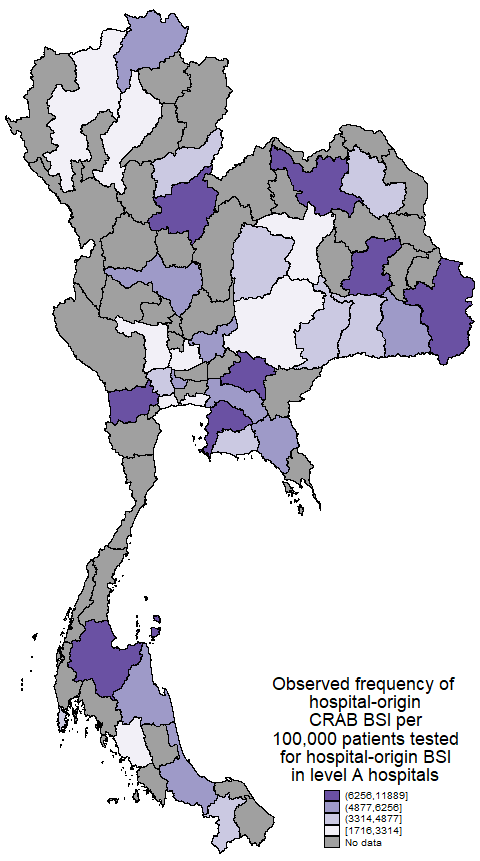 Observed frequency of
hospital-origin
CRAB BSI per
100,000 patients tested
for hospital-origin BSI
in level A hospitals
(6256,11889]
(4877,6256]
(3314,4877]
[1716,3314]
No data